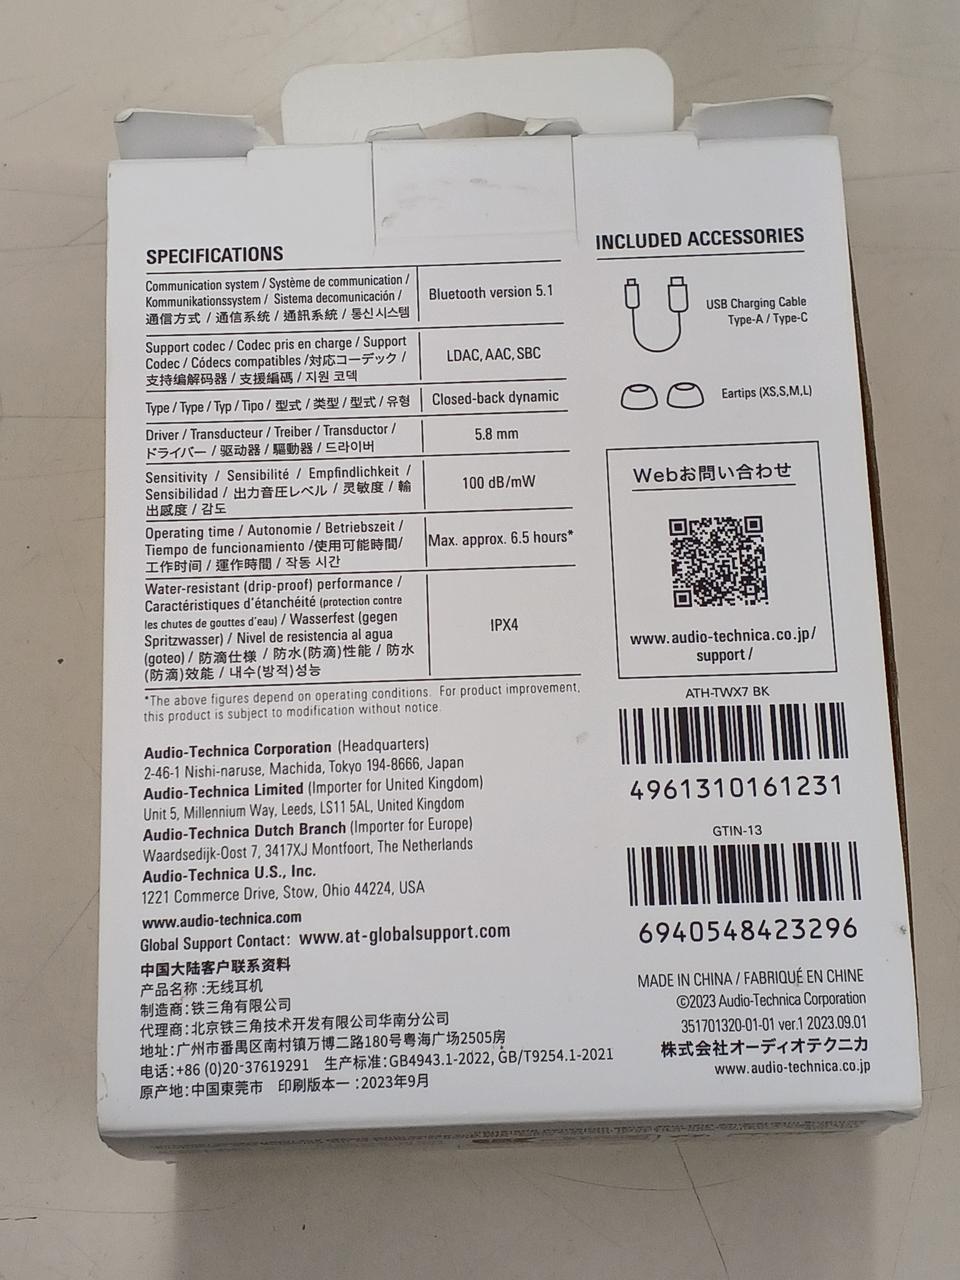 SPECIFICATIONS
Communication system / Système de communication /
Kommunikationssystem / Sistema decomunicación /
通信方式 / 通信系统 / 通訊系統 / 통신 시스템
Bluetooth version 5.1
Support codec / Codec pris en charge / Support
Codec / Códecs compatibles /対応コーデック /
支持编解码器 / 支援編碼 / 지원 코덱
LDAC, AAC, SBC
Type / Type / Typ / Tipo / 型式 / 类型 / 型式 / 유형
Closed-back dynamic
Driver / Transducteur / Treiber / Transductor /
ドライバー / 驱动器 / 驅動器 / 드라이버
5.8 mm
Sensitivity / Sensibilité / Empfindlichkeit /
Sensibilidad / 出力音圧レベル / 灵敏度 / 輸
出感度 / 감도
100 dB/mW
Operating time / Autonomie / Betriebszeit /
Tiempo de funcionamiento /使用可能時間/
工作时间 / 運作時間 / 작동 시간
Max. approx. 6.5 hours*
Water-resistant (drip-proof) performance /
Caractéristiques d'étanchéité (protection contre
les chutes de gouttes d'eau) / Wasserfest (gegen
Spritzwasser) / Nivel de resistencia al agua
(goteo) / 防滴仕様 / 防水(防滴)性能 / 防水
(防滴)效能 / 내수(방적)성능
IPX4
*The above figures depend on operating conditions. For product improvement,
this product is subject to modification without notice.
Audio-Technica Corporation (Headquarters)
2-46-1 Nishi-naruse, Machida, Tokyo 194-8666, Japan
Audio-Technica Limited (Importer for United Kingdom)
Unit 5, Millennium Way, Leeds, LS11 5AL, United Kingdom
Audio-Technica Dutch Branch (Importer for Europe)
Waardsedijk-Oost 7, 3417XJ Montfoort, The Netherlands
Audio-Technica U.S., Inc.
1221 Commerce Drive, Stow, Ohio 44224, USA
www.audio-technica.com
Global Support Contact: www.at-globalsupport.com
中国大陆客户联系资料
产品名称 :无线耳机
制造商: 铁三角有限公司
代理商: 北京铁三角技术开发有限公司华南分公司
地址: 广州市番禺区南村镇万博二路180号粤海广场2505房
电话: +86 (0)20-37619291 生产标准: GB4943.1-2022, GB/T9254.1-2021
原产地: 中国東莞市 印刷版本一 : 2023年9月
INCLUDED ACCESSORIES
USB Charging Cable
Type-A / Type-C
Eartips (XS,S,M,L)
Webお問い合わせ
www.audio-technica.co.jp/
support /
ATH-TWX7 BK
4961310161231
GTIN-13
6940548423296
MADE IN CHINA / FABRIQUÉ EN CHINE
©2023 Audio-Technica Corporation
351701320-01-01 ver.1 2023.09.01
株式会社オーディオテクニカ
www.audio-technica.co.jp